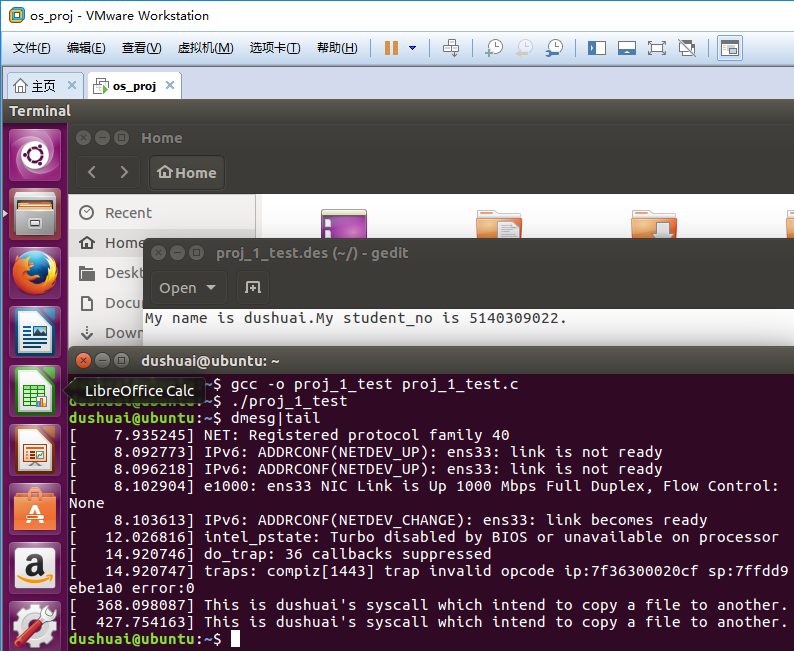 os_proj - VMware Workstation
文件(F) 编辑(E) 查看(V) 虚拟机(M) 选项卡(T) 帮助(H)
主页 × os_proj ×
Terminal
Home
Home
Recent
Home
Deskt
Docu
Down
proj_1_test.des (~/) - gedit
Open
My name is dushuai.My student_no is 5140309022.
dushuai@ubuntu: ~
LibreOffice Calc
~$ gcc -o proj_1_test proj_1_test.c
dushuai@ubuntu:~$ ./proj_1_test
dushuai@ubuntu:~$ dmesg|tail
[    7.935245] NET: Registered protocol family 40
[    8.092773] IPv6: ADDRCONF(NETDEV_UP): ens33: link is not ready
[    8.096218] IPv6: ADDRCONF(NETDEV_UP): ens33: link is not ready
[    8.102904] e1000: ens33 NIC Link is Up 1000 Mbps Full Duplex, Flow Control:
None
[    8.103613] IPv6: ADDRCONF(NETDEV_CHANGE): ens33: link becomes ready
[   12.026816] intel_pstate: Turbo disabled by BIOS or unavailable on processor
[   14.920746] do_trap: 36 callbacks suppressed
[   14.920747] traps: compiz[1443] trap invalid opcode ip:7f36300020cf sp:7ffdd9
ebe1a0 error:0
[  368.098087] This is dushuai's syscall which intend to copy a file to another.
[  427.754163] This is dushuai's syscall which intend to copy a file to another.
dushuai@ubuntu:~$